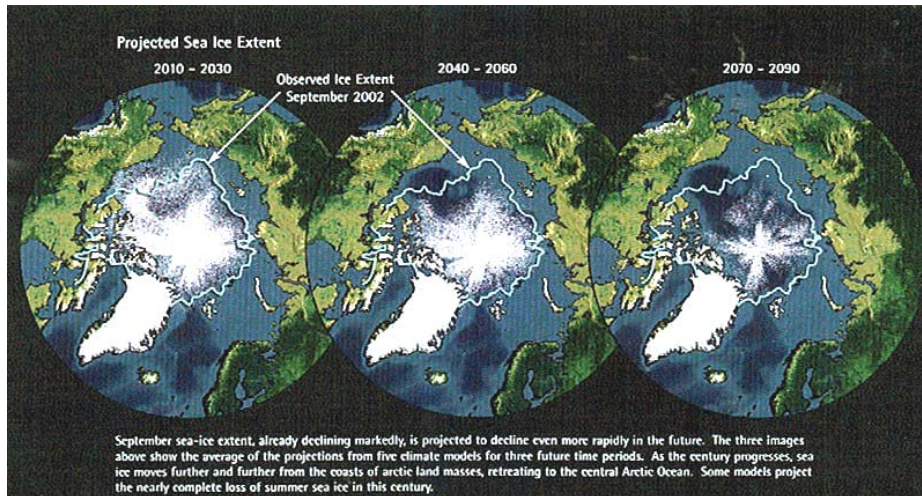 Projected Sea Ice Extent
2010 - 2030
Observed Ice Extent
September 2002
2040 - 2060
2070 - 2090
September sea-ice extent, already declining markedly, is projected to decline even more rapidly in the future. The three images
above show the average of the projections from five climate models for three future time periods. As the century progresses, sea
ice moves further and further from the coasts of arctic land masses, retreating to the central Arctic Ocean. Some models project
the nearly complete loss of summer sea ice in this century.